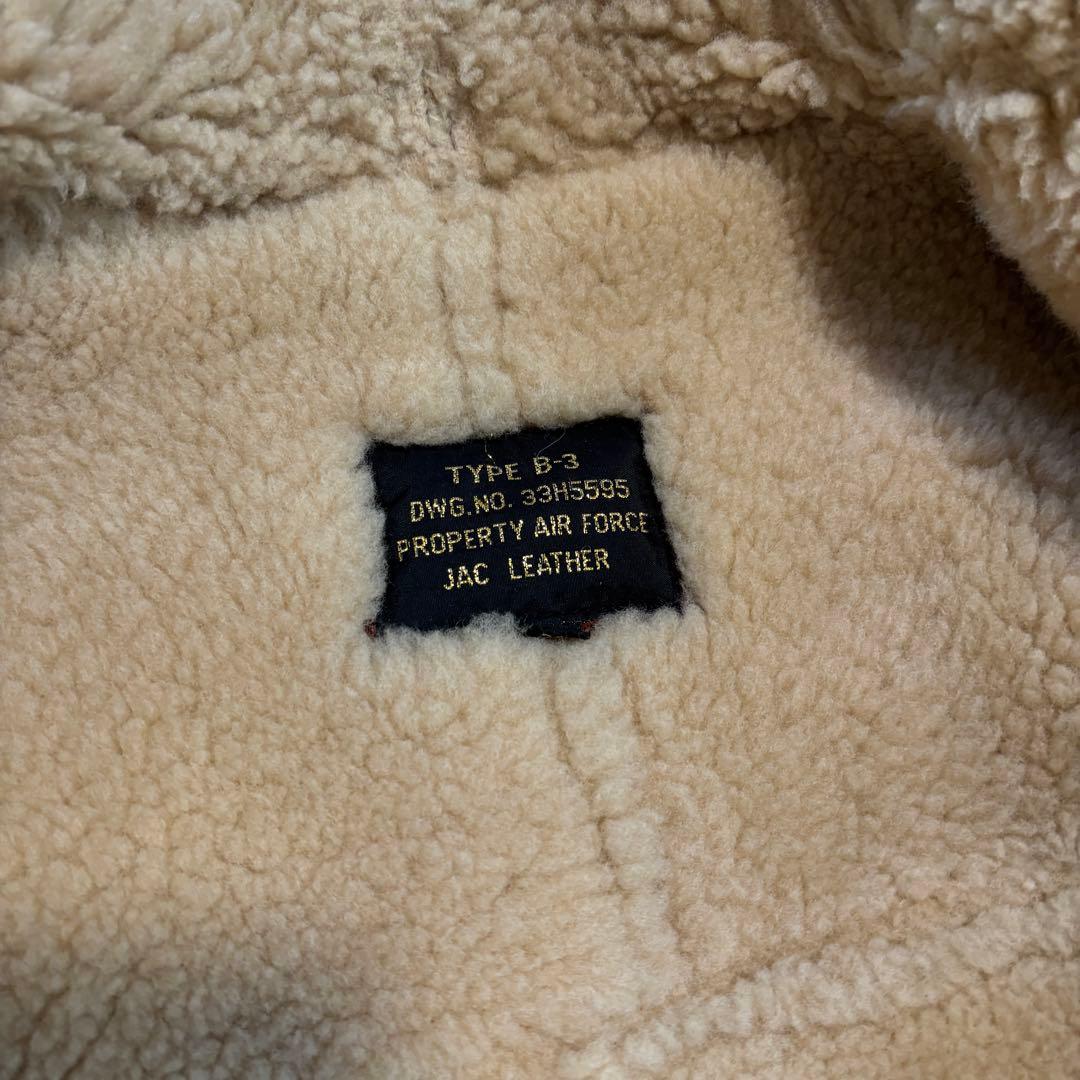 TYPE B-3
DWG.NO. 33H5595
PROPERTY AIR FORCE
JAC LEATHER